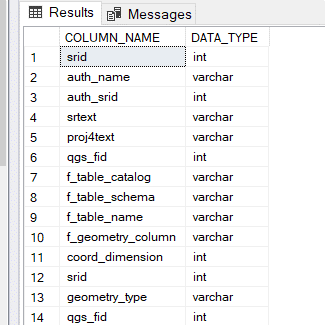 Results Messages
COLUMN_NAME DATA_TYPE
1 srid int
2 auth_name varchar
3 auth_srid int
4 srtext varchar
5 proj4text varchar
6 qgs_fid int
7 f_table_catalog varchar
8 f_table_schema varchar
9 f_table_name varchar
10 f_geometry_column varchar
11 coord_dimension int
12 srid int
13 geometry_type varchar
14 qgs_fid int